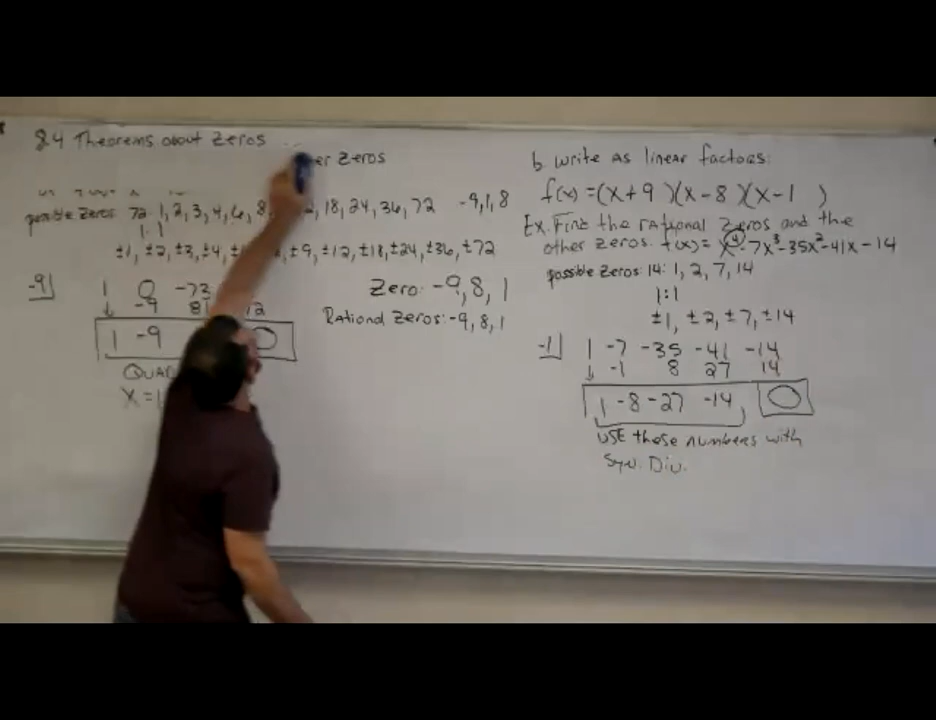 8.4 Theorems about Zeros
er Zeros
possible Zeros: 72: 1, 2, 3, 4, 6, 8, 18, 24, 36, 72 -9, 1, 8
1: 1
±1, ±2, ±3, ±4, ±9, ±12, ±18, ±24, ±36, ±72
-9 1 0 -73
-9 81
1 -9
Zero: -9, 8, 1
Rational Zeros: -9, 8, 1
QUAD
X = 1
b. Write as linear factors:
f(x) = (x+9)(x-8)(x-1)
Ex. Find the rational Zeros and the
other zeros. f(x) = x⁴-7x³-35x²-41x-14
possible Zeros: 14: 1, 2, 7, 14
1:1
±1, ±2, ±7, ±14
-1 1 -7 -35 -41 -14
-1 8 27 14
1 -8 -27 -14 0
USE these numbers with
Syn. Div.